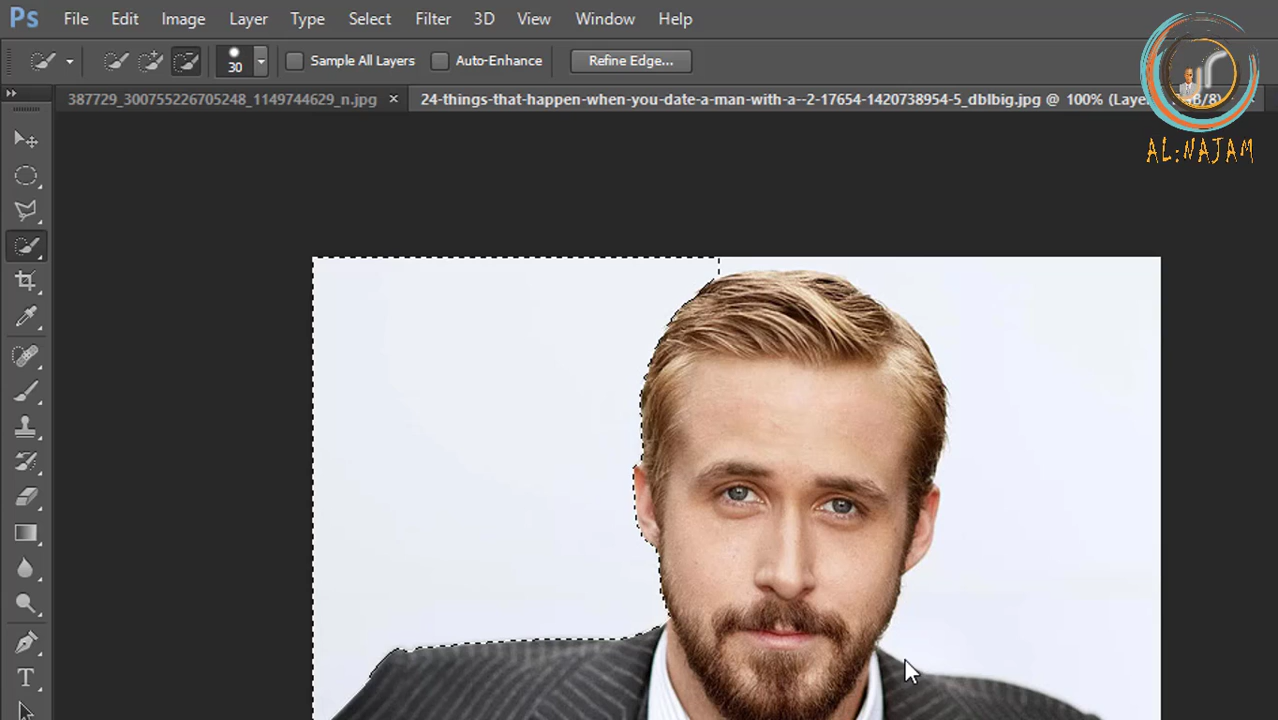 Ps File Edit Image Layer Type Select Filter 3D View Window Help
30 Sample All Layers Auto-Enhance Refine Edge...
387729_300755226705248_1149744629_n.jpg × 24-things-that-happen-when-you-date-a-man-with-a--2-17654-1420738954-5_dblbig.jpg @ 100% (Laye B/8)
AL:NAJAM
T